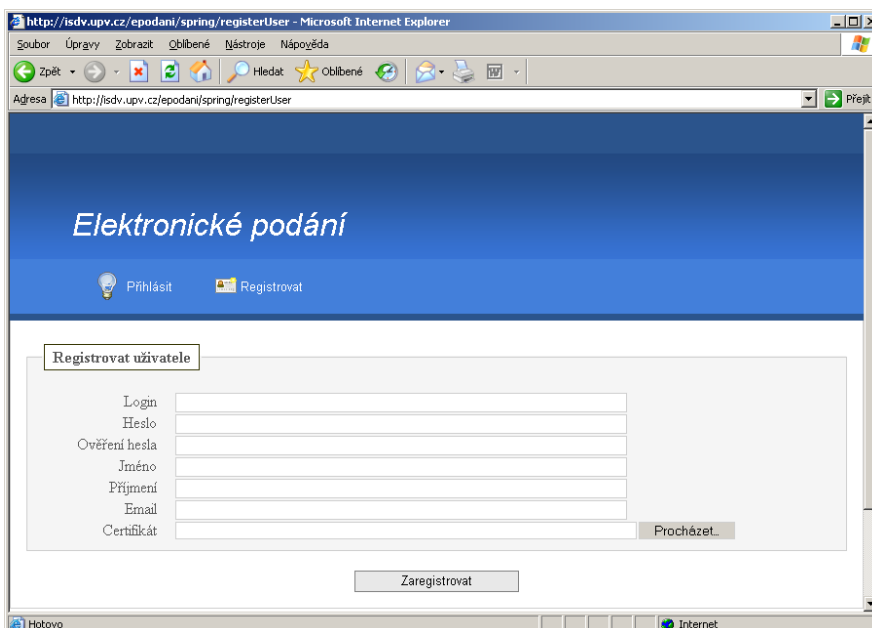 http://isdv.upv.cz/epodani/spring/registerUser - Microsoft Internet Explorer
Soubor Úpravy Zobrazit Oblíbené Nástroje Nápověda
Zpět Hledat Oblíbené
Adresa http://isdv.upv.cz/epodani/spring/registerUser Přejít
Elektronické podání
Přihlásit Registrovat
Registrovat uživatele
Login
Heslo
Ověření hesla
Jméno
Příjmení
Email
Certifikát Procházet...
Zaregistrovat
Hotovo Internet